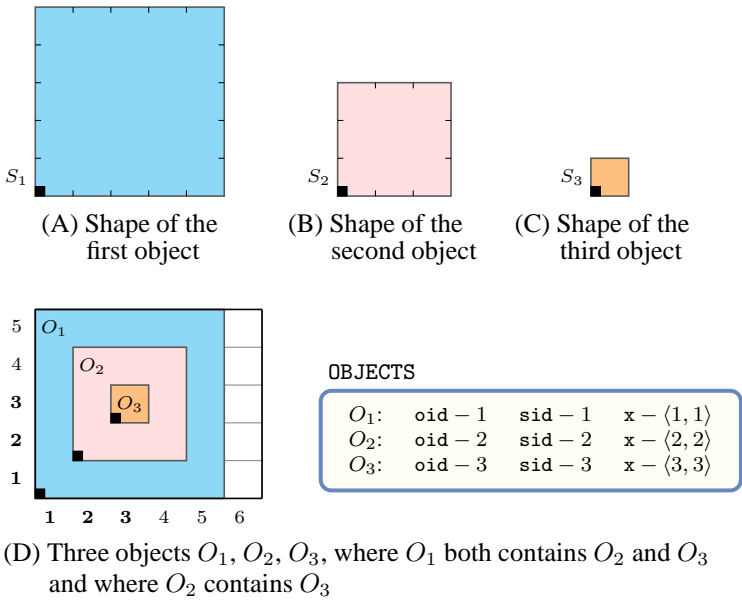 S₁
S₂
S₃
(A) Shape of the
first object
(B) Shape of the
second object
(C) Shape of the
third object
5
4
3
2
1
O₁
O₂
O₃
1 2 3 4 5 6
OBJECTS
O₁: oid − 1 sid − 1 x − ⟨1, 1⟩
O₂: oid − 2 sid − 2 x − ⟨2, 2⟩
O₃: oid − 3 sid − 3 x − ⟨3, 3⟩
(D) Three objects O₁, O₂, O₃, where O₁ both contains O₂ and O₃
and where O₂ contains O₃